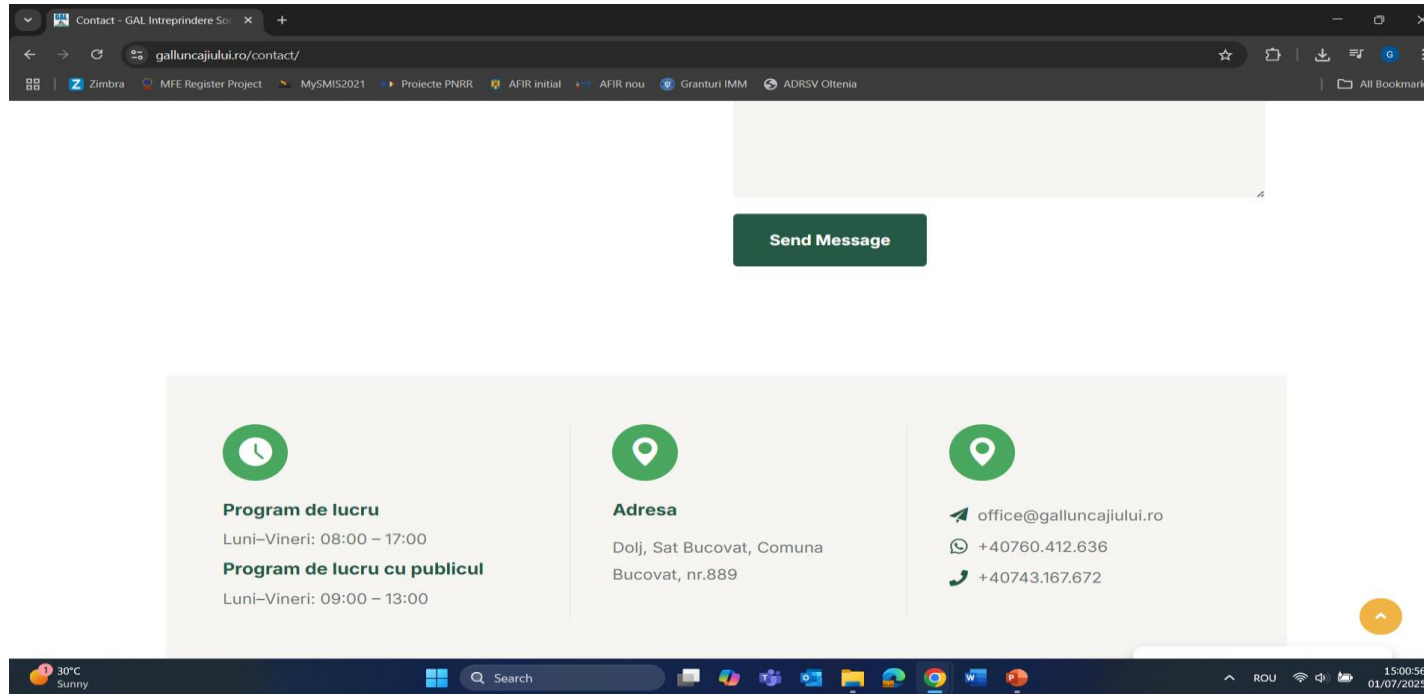 Contact - GAL Intreprindere Soc
galluncajiului.ro/contact/
G
Zimbra MFE Register Project MySMIS2021 Proiecte PNRR AFIR initial AFIR nou Granturi IMM ADRSV Oltenia All Bookmark
Send Message
Program de lucru
Luni–Vineri: 08:00 – 17:00
Program de lucru cu publicul
Luni–Vineri: 09:00 – 13:00
Adresa
Dolj, Sat Bucovat, Comuna
Bucovat, nr.889
office@galluncajiului.ro
+40760.412.636
+40743.167.672
1
30°C
Sunny
Search
ROU
15:00:56
01/07/2025